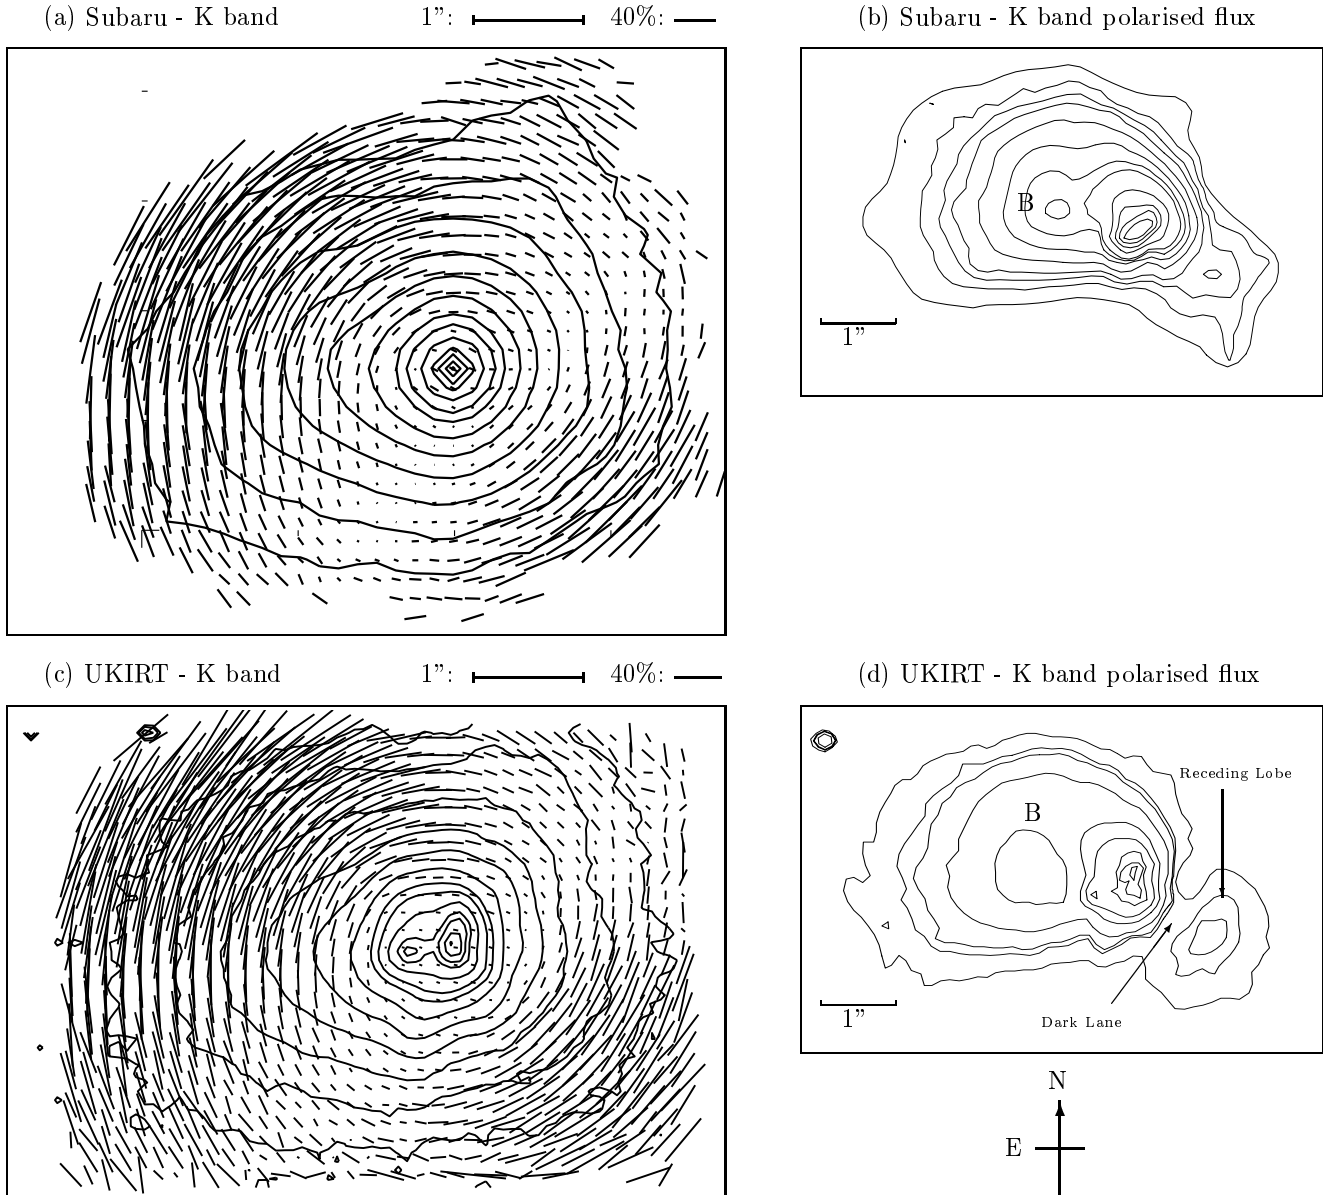 (a) Subaru - K band 1": 40%:
(b) Subaru - K band polarised flux
B
1"
(c) UKIRT - K band 1": 40%:
(d) UKIRT - K band polarised flux
Receding Lobe
B
1"
Dark Lane
N
E